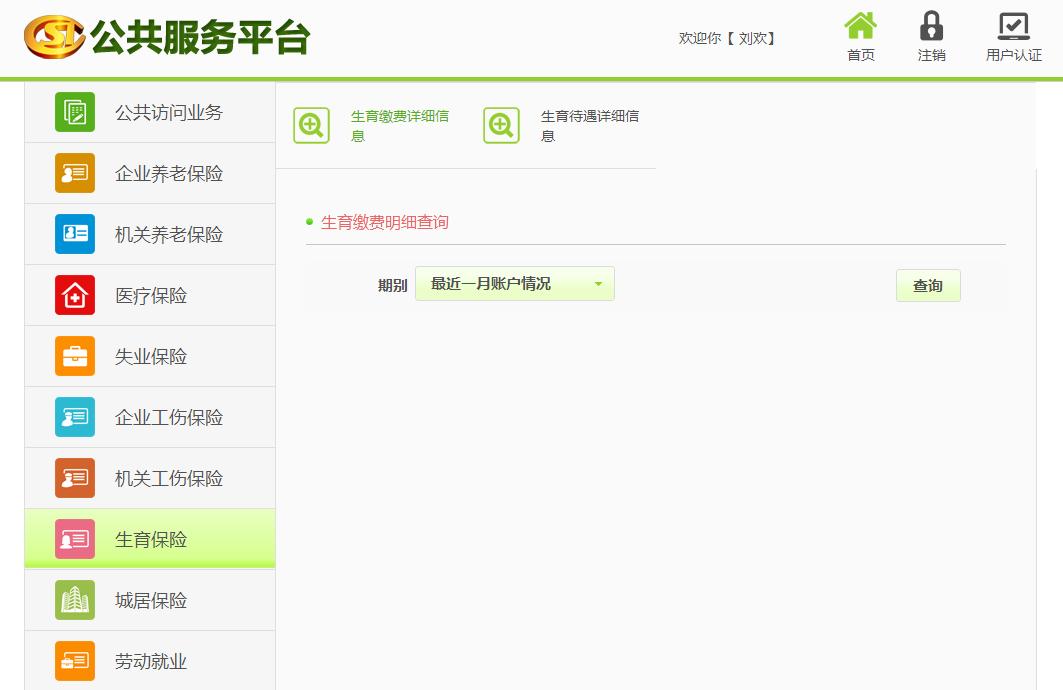 CST公共服务平台
欢迎你【 刘欢】
首页
注销
用户认证
公共访问业务
企业养老保险
机关养老保险
医疗保险
失业保险
企业工伤保险
机关工伤保险
生育保险
城居保险
劳动就业
生育缴费详细信
息
生育待遇详细信
息
生育缴费明细查询
期别
最近一月账户情况
查询